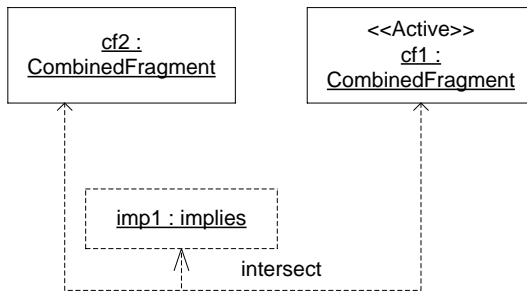 cf2 :
CombinedFragment
<<Active>>
cf1 :
CombinedFragment
imp1 : implies
intersect